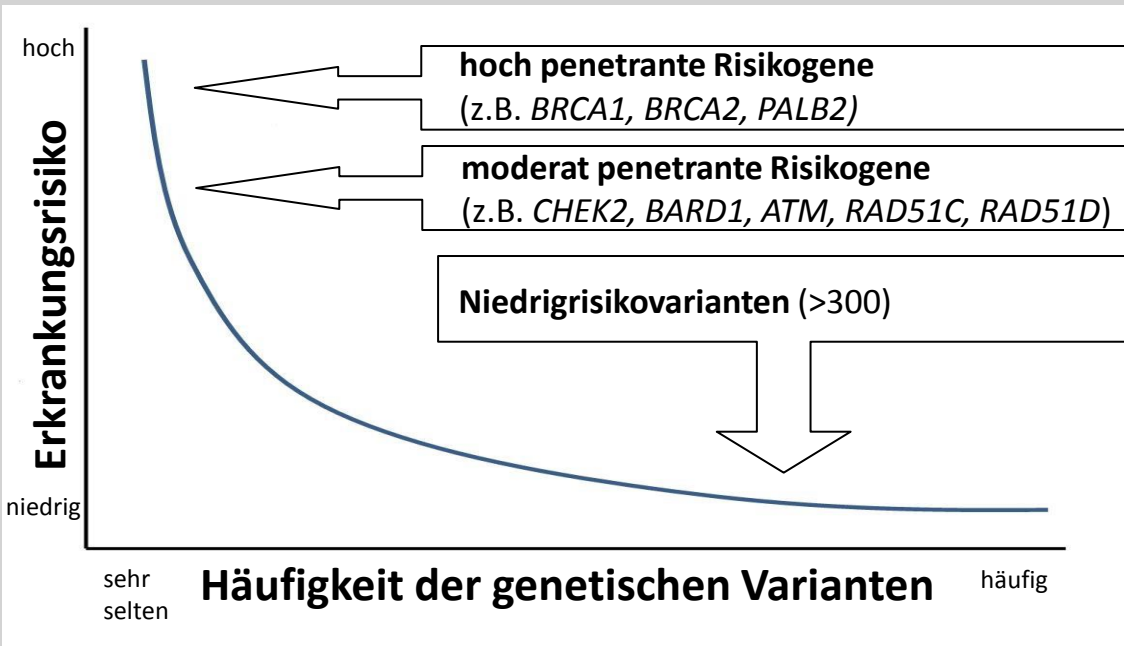 hoch
hoch penetrante Risikogene
(z.B. BRCA1, BRCA2, PALB2)
moderat penetrante Risikogene
(z.B. CHEK2, BARD1, ATM, RAD51C, RAD51D)
Niedrigrisikovarianten (>300)
Erkrankungsrisiko
niedrig
sehr
selten
Häufigkeit der genetischen Varianten
häufig